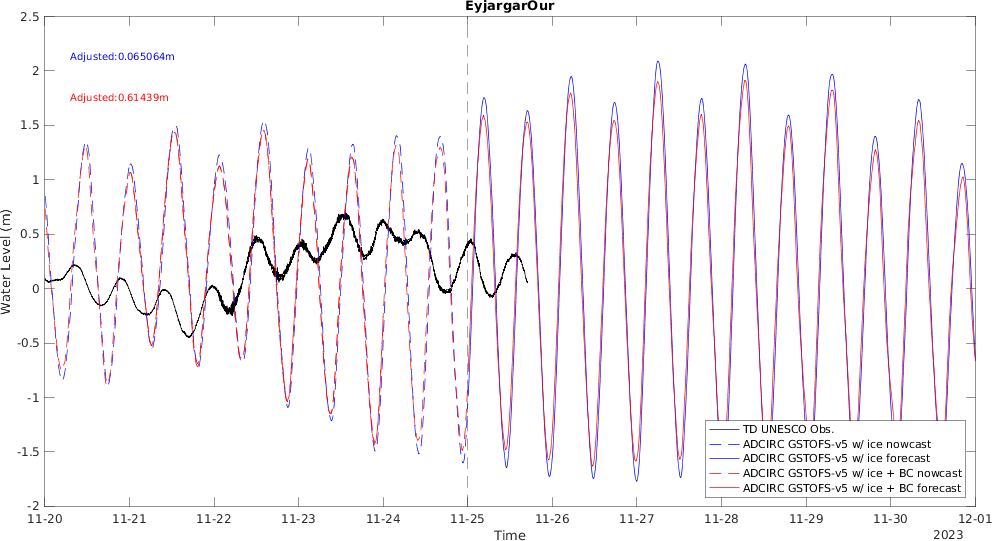 EyjargarOur
2.5
2
1.5
1
0.5
0
-0.5
-1
-1.5
-2
Water Level (m)
Adjusted:0.065064m
Adjusted:0.61439m
TD UNESCO Obs.
ADCIRC GSTOFS-v5 w/ ice nowcast
ADCIRC GSTOFS-v5 w/ ice forecast
ADCIRC GSTOFS-v5 w/ ice + BC nowcast
ADCIRC GSTOFS-v5 w/ ice + BC forecast
11-20 11-21 11-22 11-23 11-24 11-25 11-26 11-27 11-28 11-29 11-30 12-01
Time
2023